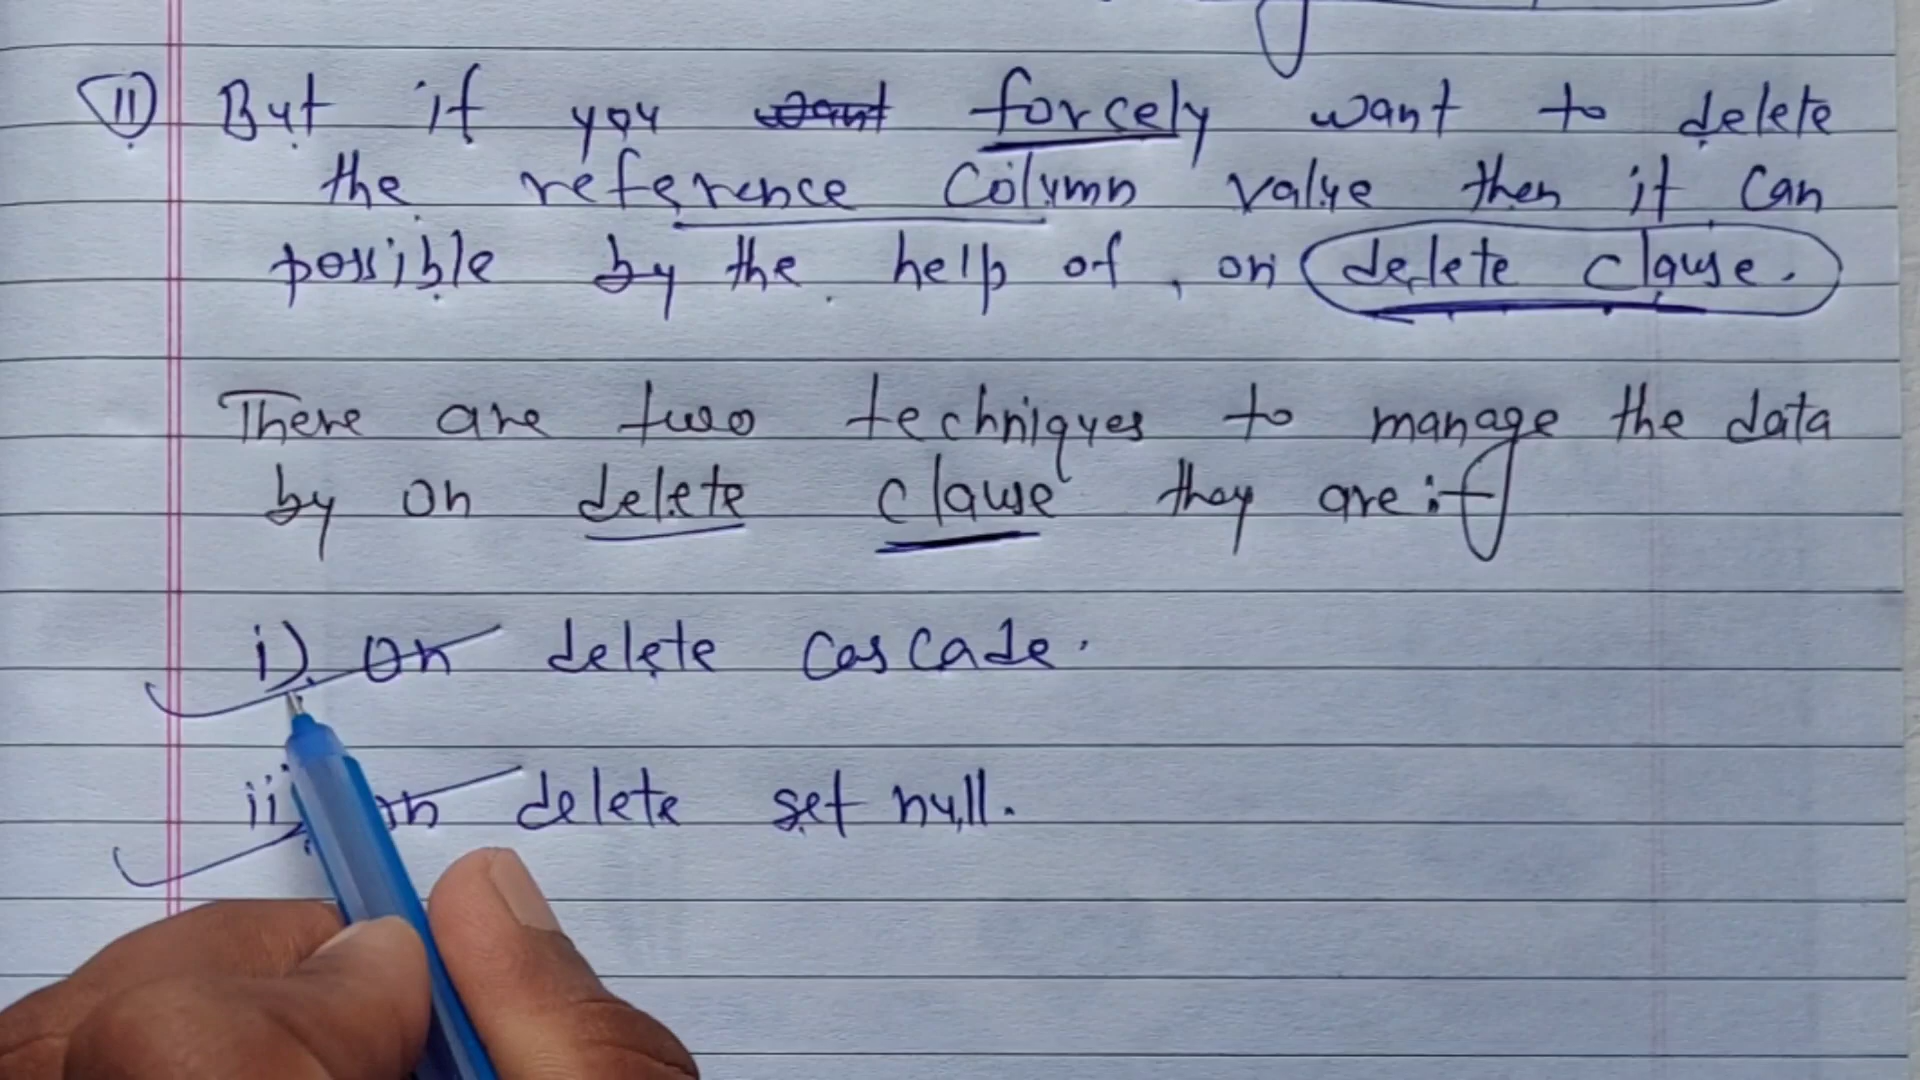 (11) But if you want forcely want to delete
the reference Column value then it can
possible by the help of, on delete clause.
There are two techniques to manage the data
by on delete clause they are :-
i). on delete cascade.
ii). on delete set null.